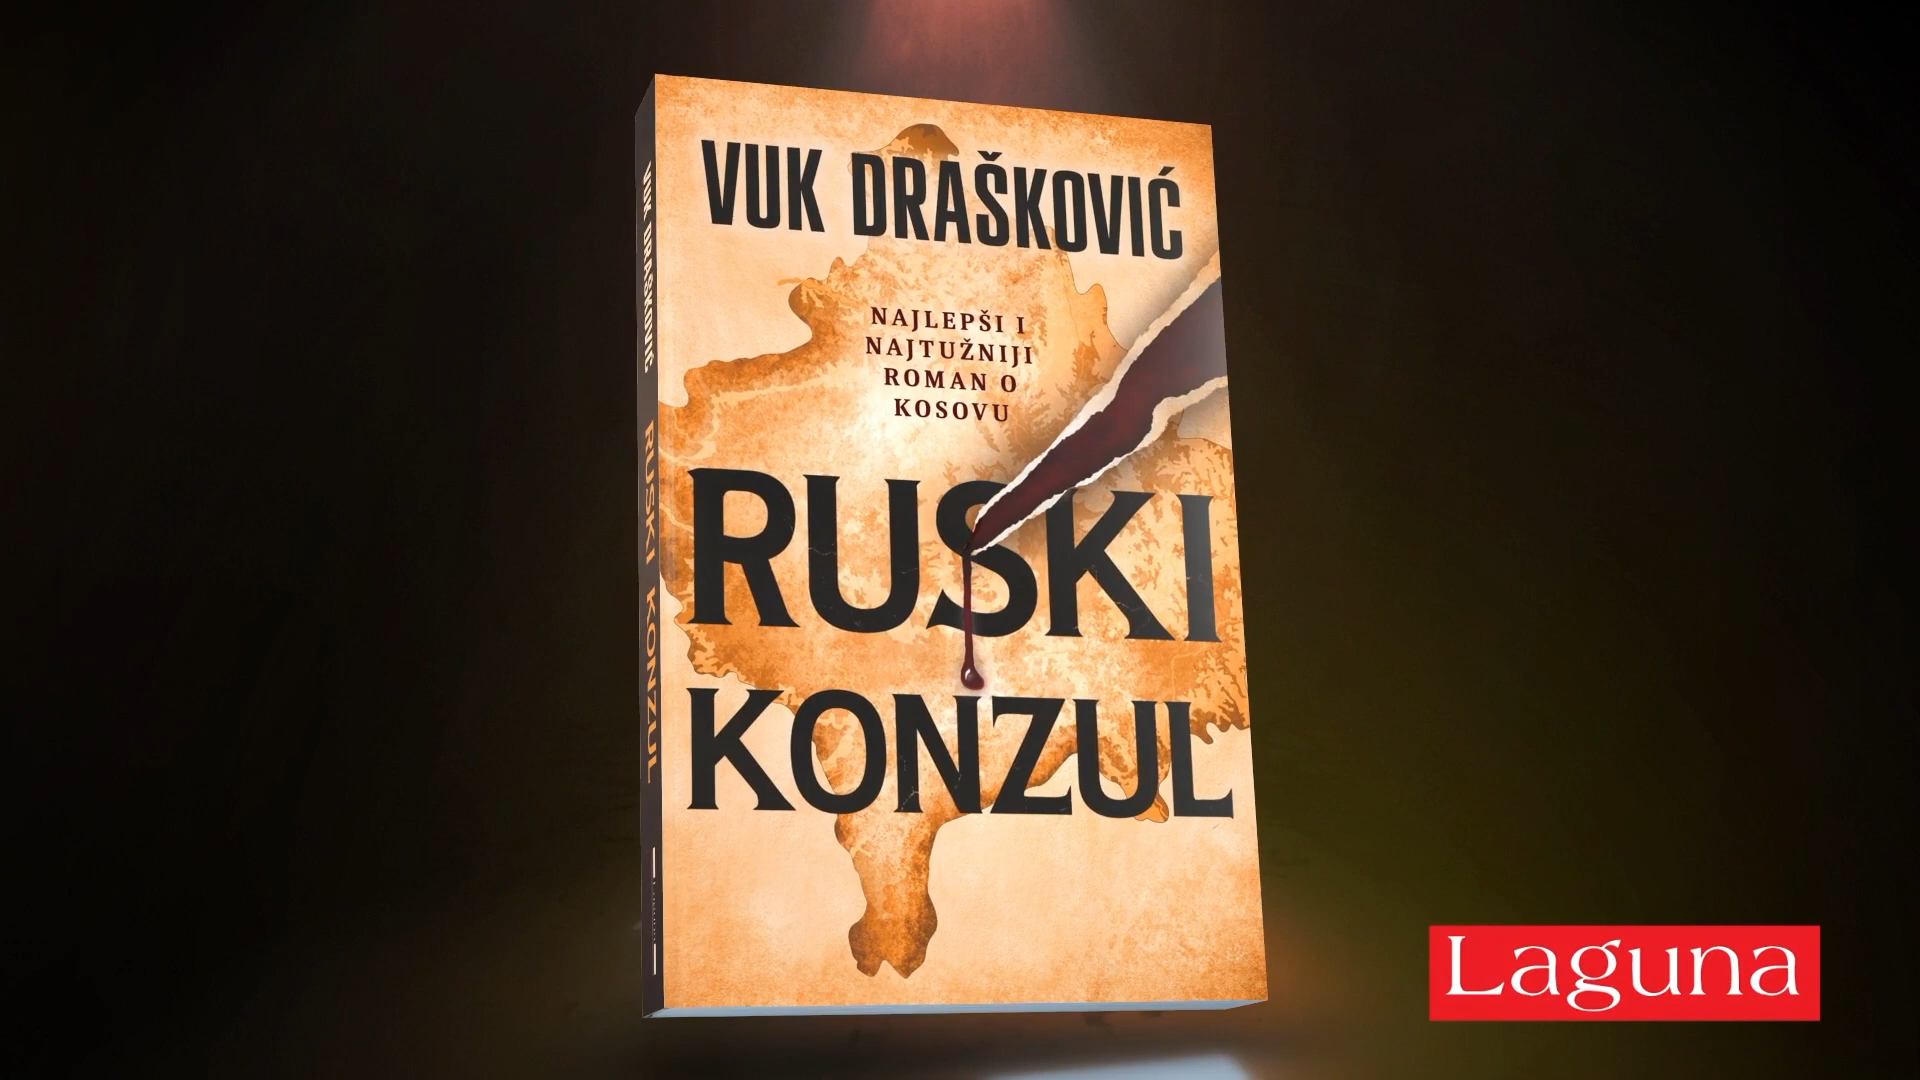 VUK DRAŠKOVIĆ
NAJLEPŠI I
NAJTUŽNIJI
ROMAN O
KOSOVU
RUSKI
KONZUL
VUK DRAŠKOVIĆ RUSKI KONZUL
Laguna